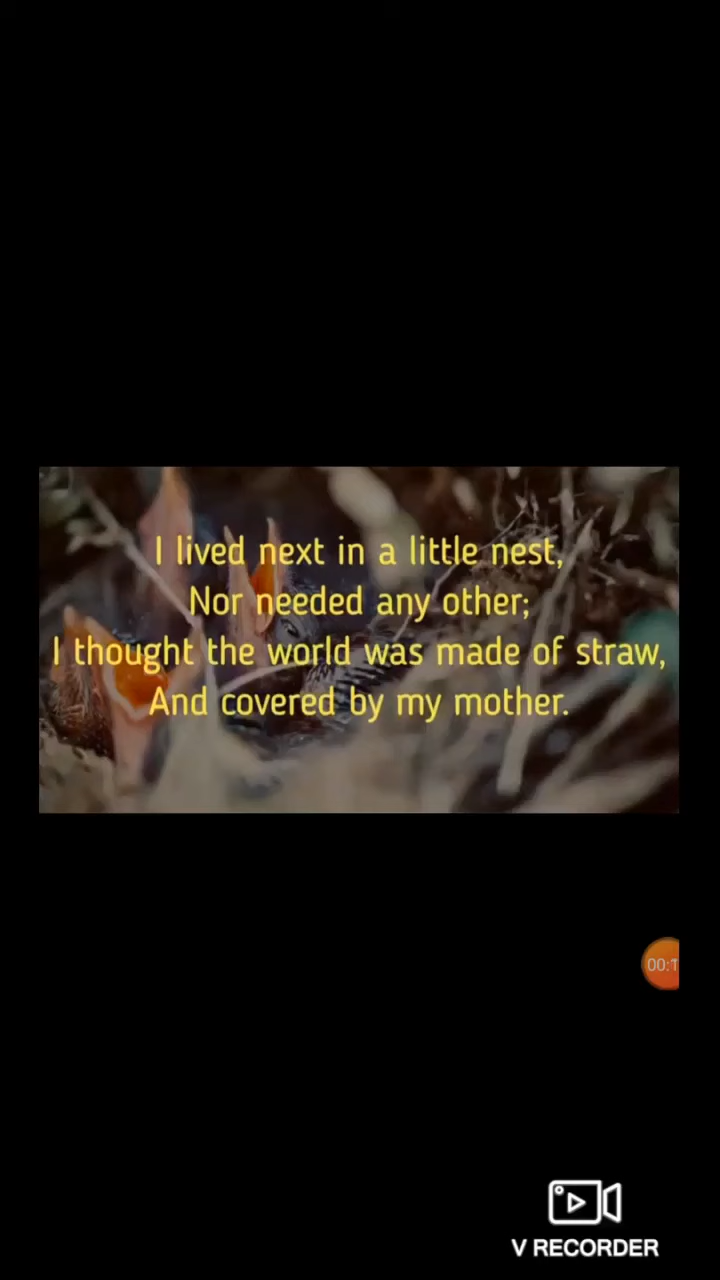 I lived next in a little nest,
Nor needed any other;
I thought the world was made of straw,
And covered by my mother.
00:1
V RECORDER